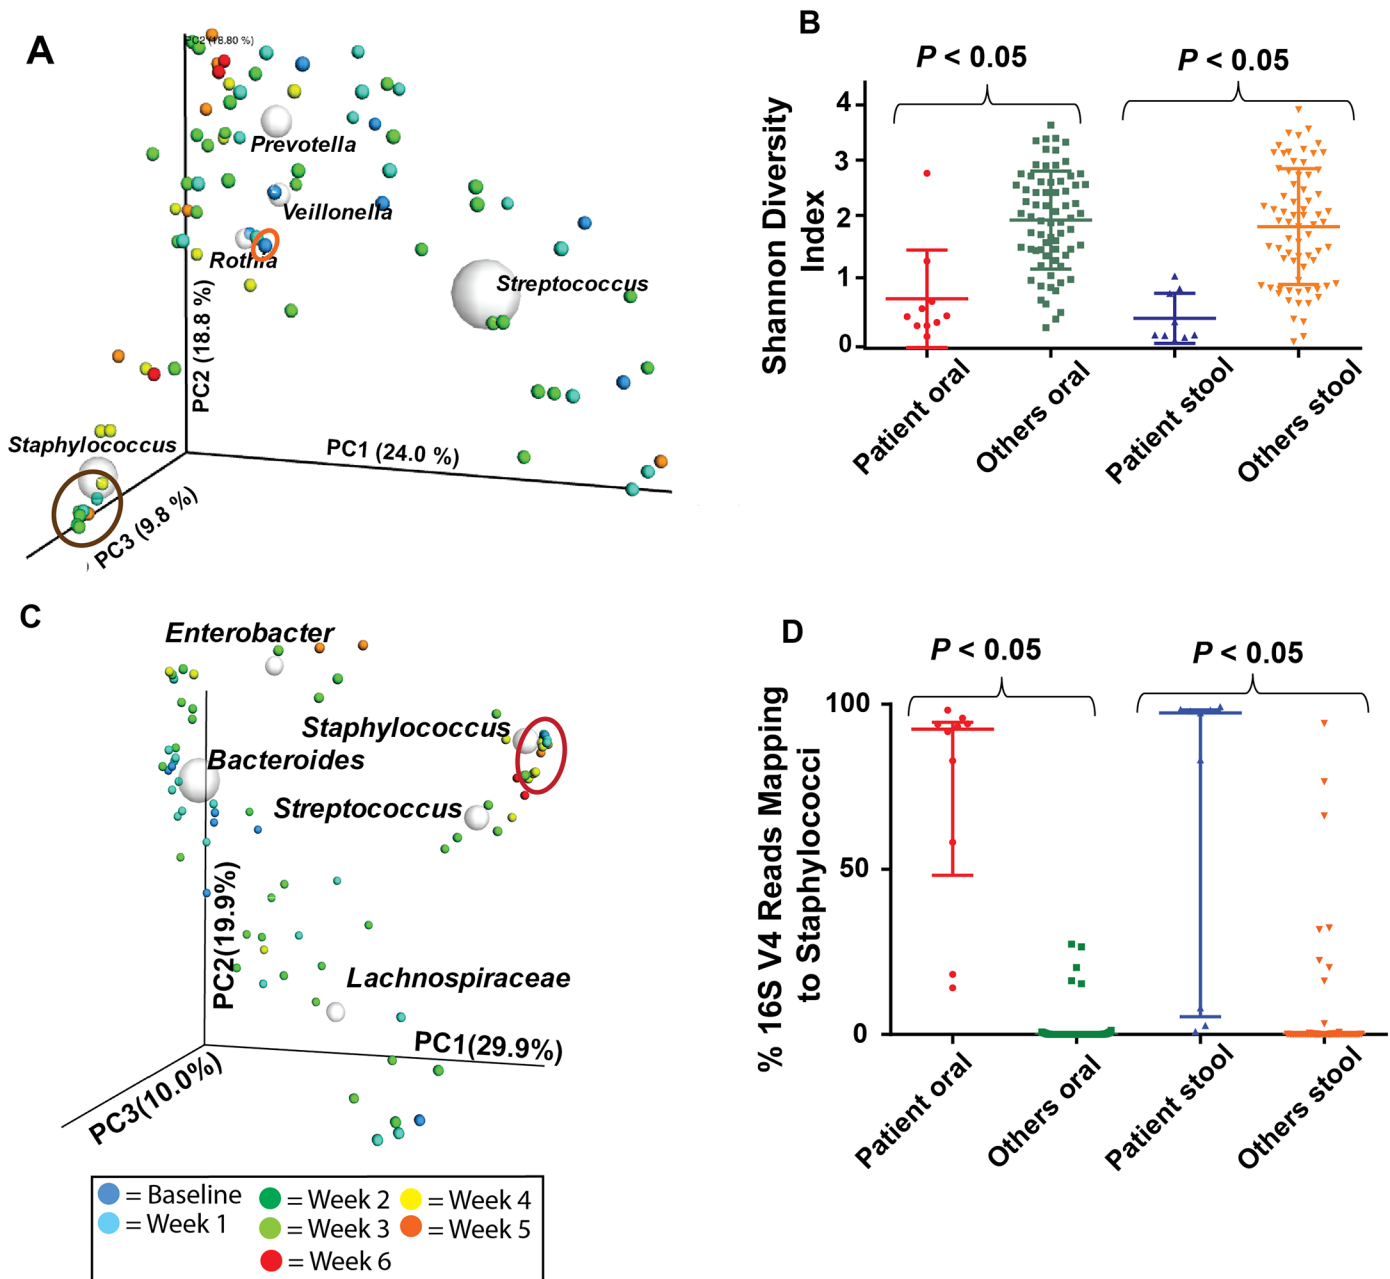 A
PC2 (18.80 %)
Prevotella
Veillonella
Rothia
Streptococcus
PC2 (18.8 %)
Staphylococcus
PC1 (24.0 %)
PC3 (9.8 %)
B
P < 0.05
P < 0.05
Shannon Diversity
Index
4
3
2
1
0
Patient oral
Others oral
Patient stool
Others stool
C
Enterobacter
Staphylococcus
Bacteroides
Streptococcus
PC2(19.9%)
Lachnospiraceae
PC1(29.9%)
PC3(10.0%)
= Baseline
= Week 1
= Week 2
= Week 3
= Week 6
= Week 4
= Week 5
D
P < 0.05
P < 0.05
% 16S V4 Reads Mapping
to Staphylococci
100
50
0
Patient oral
Others oral
Patient stool
Others stool